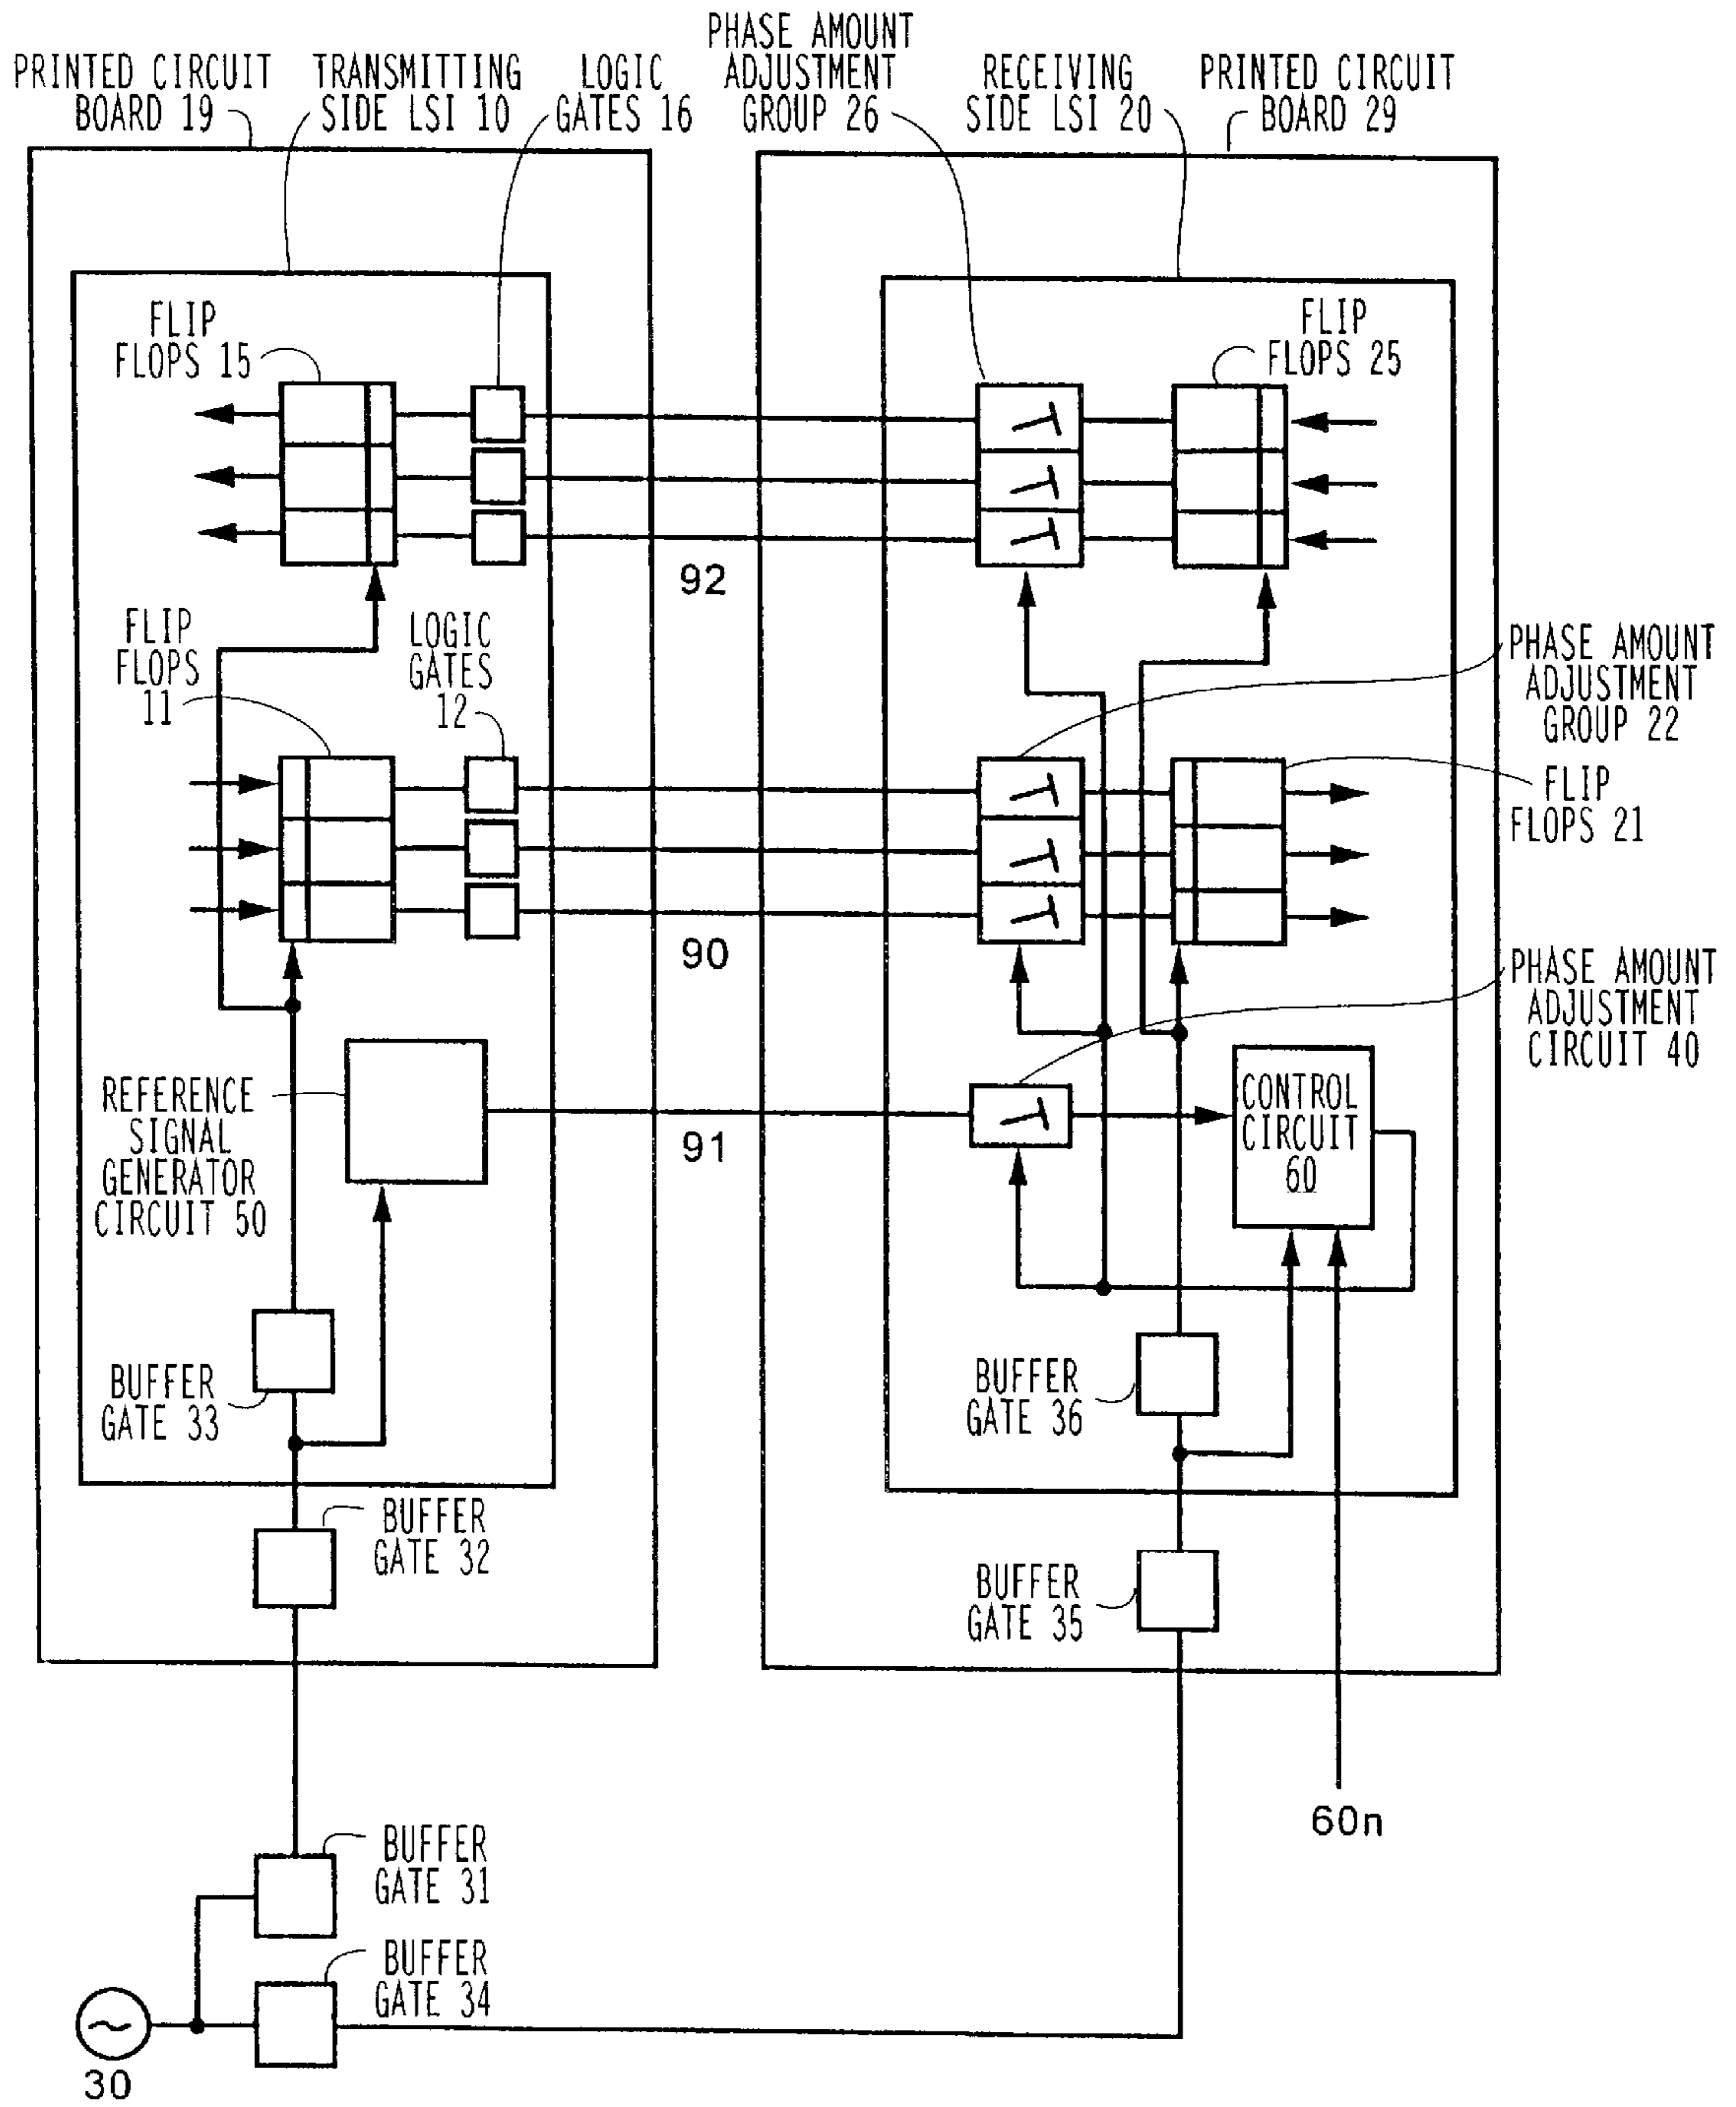 PRINTED CIRCUIT
BOARD 19
TRANSMITTING
SIDE LSI 10
LOGIC
GATES 16
PHASE AMOUNT
ADJUSTMENT
GROUP 26
RECEIVING
SIDE LSI 20
PRINTED CIRCUIT
BOARD 29
FLIP
FLOPS 15
FLIP
FLOPS 25
92
FLIP
FLOPS
11
LOGIC
GATES
12
PHASE AMOUNT
ADJUSTMENT
GROUP 22
FLIP
FLOPS 21
90
PHASE AMOUNT
ADJUSTMENT
CIRCUIT 40
REFERENCE
SIGNAL
GENERATOR
CIRCUIT 50
91
CONTROL
CIRCUIT
60
BUFFER
GATE 33
BUFFER
GATE 36
BUFFER
GATE 32
BUFFER
GATE 35
60n
BUFFER
GATE 31
BUFFER
GATE 34
30